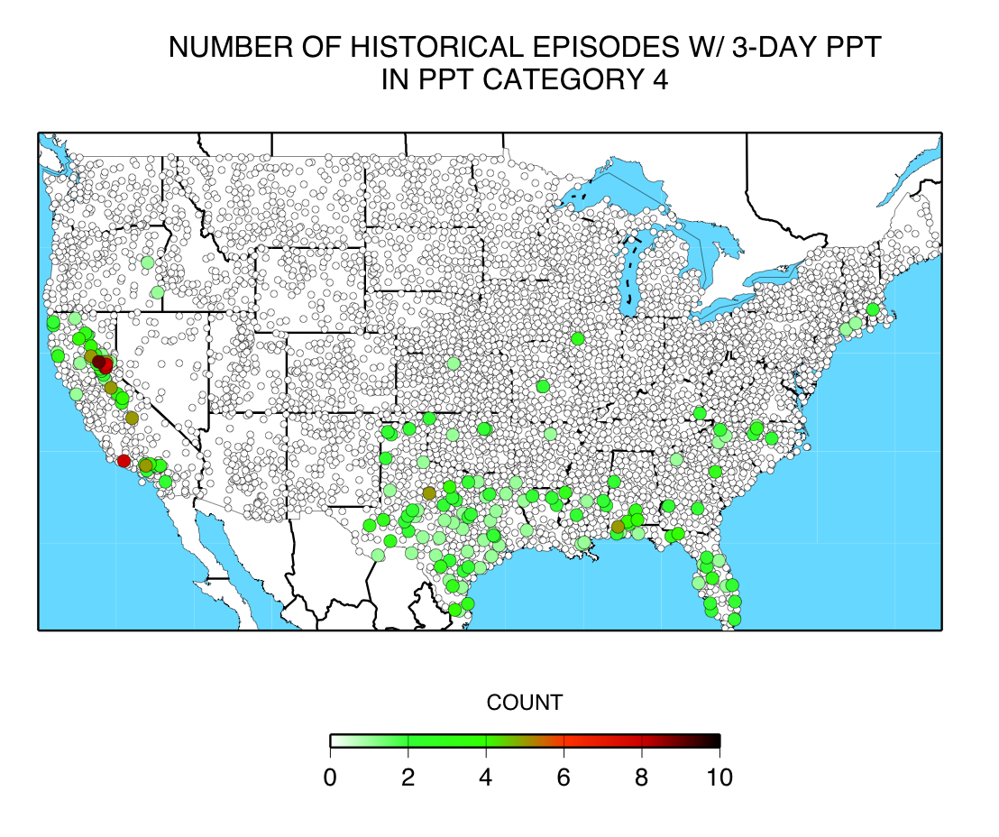 NUMBER OF HISTORICAL EPISODES W/ 3-DAY PPT
IN PPT CATEGORY 4
COUNT
0 2 4 6 8 10